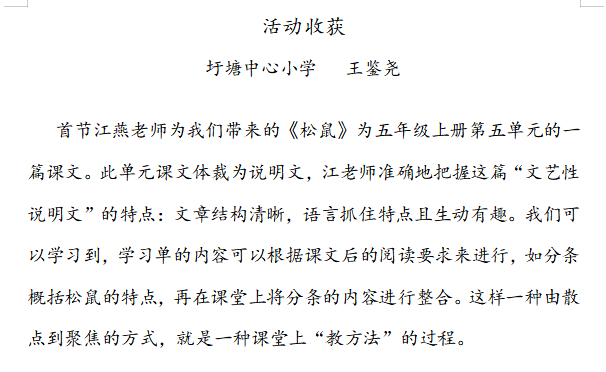 活动收获
圩塘中心小学 王鉴尧
首节江燕老师为我们带来的《松鼠》为五年级上册第五单元的一
篇课文。此单元课文体裁为说明文，江老师准确地把握这篇“文艺性
说明文”的特点：文章结构清晰，语言抓住特点且生动有趣。我们可
以学习到，学习单的内容可以根据课文后的阅读要求来进行，如分条
概括松鼠的特点，再在课堂上将分条的内容进行整合。这样一种由散
点到聚焦的方式，就是一种课堂上“教方法”的过程。